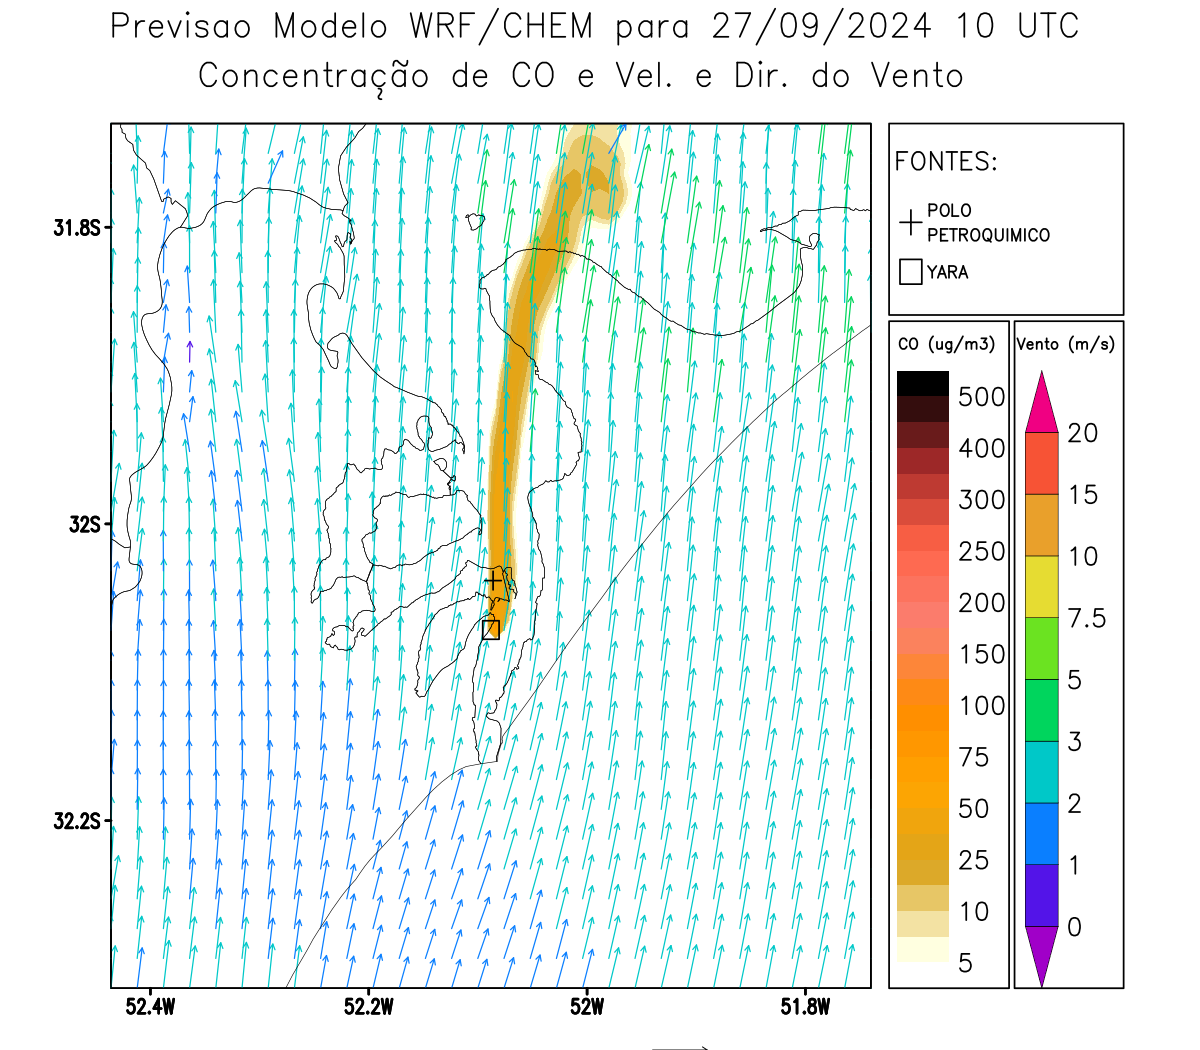 Previsao Modelo WRF/CHEM para 27/09/2024 10 UTC
Concentração de CO e Vel. e Dir. do Vento
FONTES:
POLO
PETROQUIMICO
YARA
CO (ug/m3)
500
400
300
250
200
150
100
75
50
25
10
5
Vento (m/s)
20
15
10
7.5
5
3
2
1
0
31.8S
32S
32.2S
52.4W
52.2W
52W
51.8W